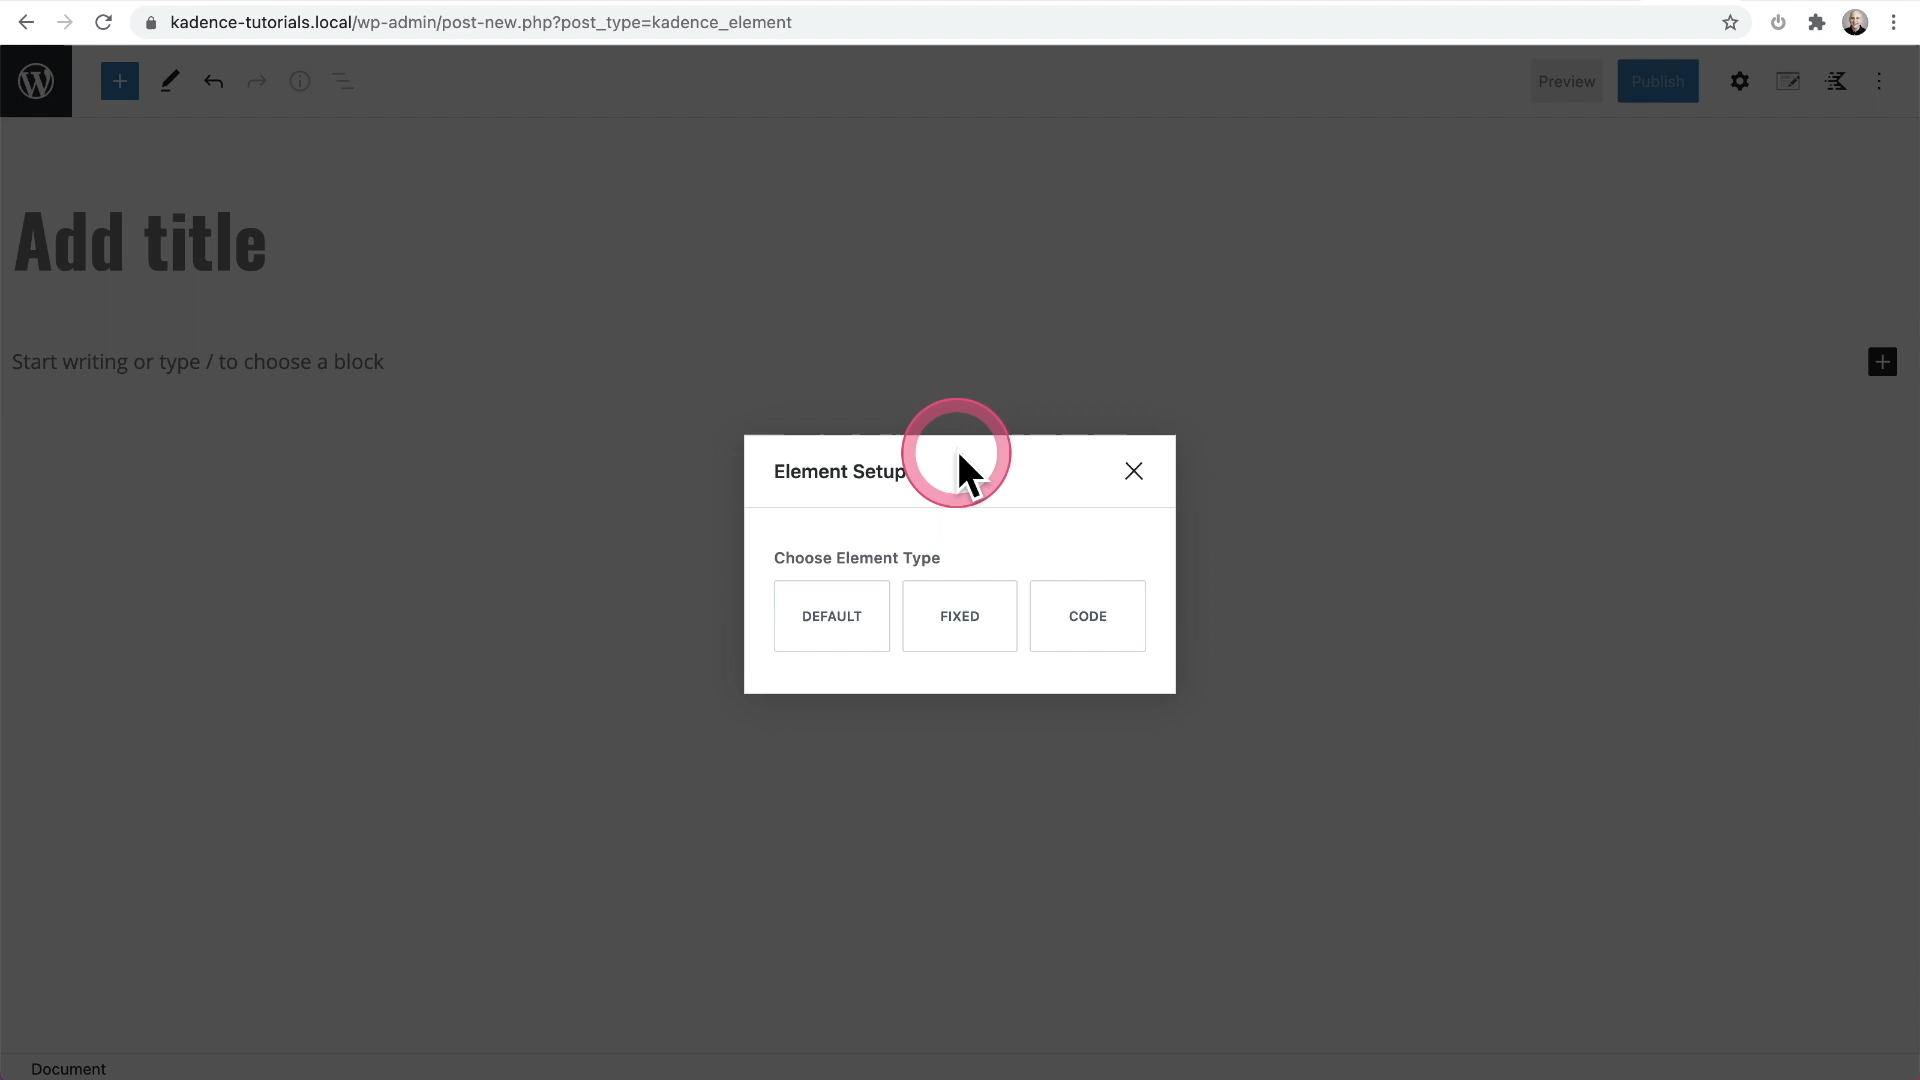 kadence-tutorials.local/wp-admin/post-new.php?post_type=kadence_element
Preview
Publish
Add title
Start writing or type / to choose a block
Element Setup
Choose Element Type
DEFAULT
FIXED
CODE
Document